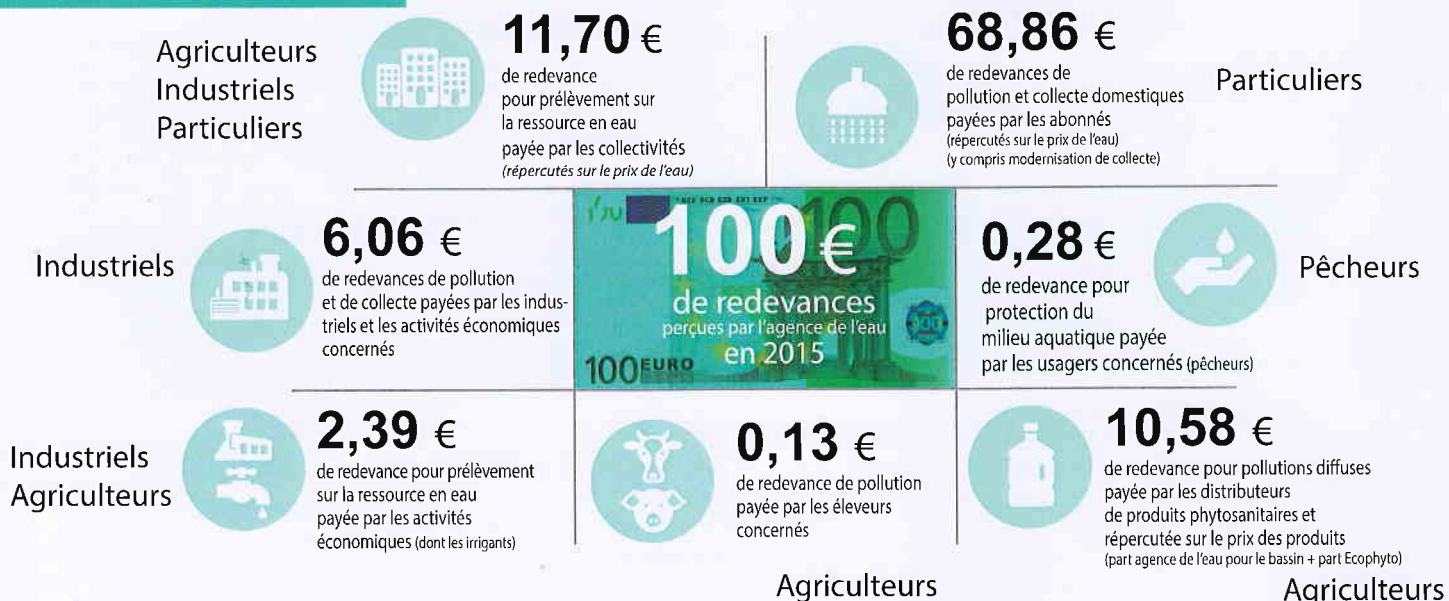 Agriculteurs
Industriels
Particuliers
11,70 €
de redevance
pour prélèvement sur
la ressource en eau
payée par les collectivités
(répercutés sur le prix de l'eau)
68,86 €
de redevances de
pollution et collecte domestiques
payées par les abonnés
(répercutés sur le prix de l'eau)
(y compris modernisation de collecte)
Particuliers
Industriels
6,06 €
de redevances de pollution
et de collecte payées par les indus-
triels et les activités économiques
concernés
100
100 €
de redevances
perçues par l'agence de l'eau
en 2015
100 EURO
100
0,28 €
de redevance pour
protection du
milieu aquatique payée
par les usagers concernés (pêcheurs)
Pêcheurs
Industriels
Agriculteurs
2,39 €
de redevance pour prélèvement
sur la ressource en eau
payée par les activités
économiques (dont les irrigants)
0,13 €
de redevance de pollution
payée par les éleveurs
concernés
Agriculteurs
10,58 €
de redevance pour pollutions diffuses
payée par les distributeurs
de produits phytosanitaires et
répercutée sur le prix des produits
(part agence de l'eau pour le bassin + part Ecophyto)
Agriculteurs